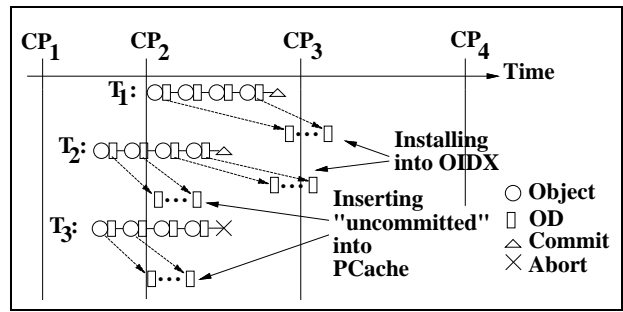 CP1 CP2 CP3 CP4
Time
T1:
T2:
Installing
into OIDX
Inserting
"uncommitted"
into
PCache
T3:
Object
OD
Commit
Abort